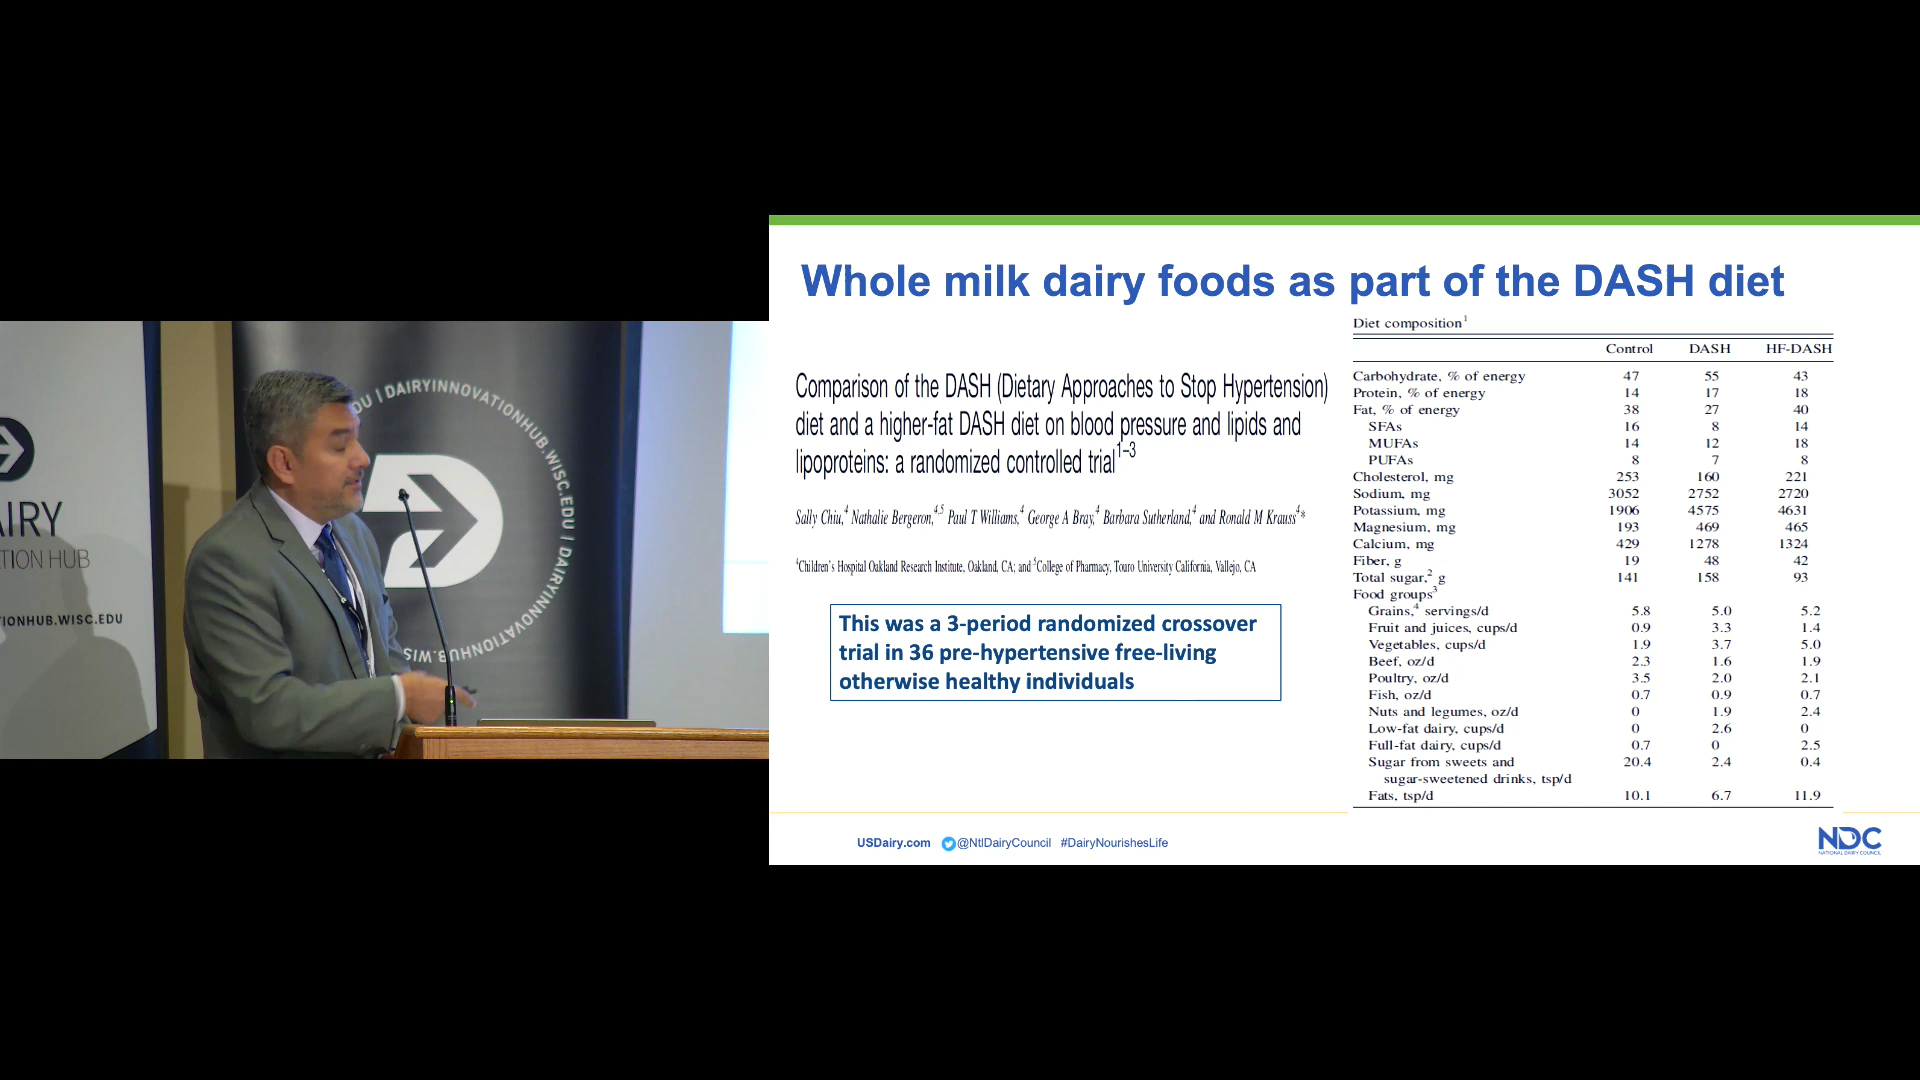 Whole milk dairy foods as part of the DASH diet
Comparison of the DASH (Dietary Approaches to Stop Hypertension)
diet and a higher-fat DASH diet on blood pressure and lipids and
lipoproteins: a randomized controlled trial1–3
Sally Chiu,4 Nathalie Bergeron,4,5 Paul T Williams,4 George A Bray,4 Barbara Sutherland,4 and Ronald M Krauss4*
4Children's Hospital Oakland Research Institute, Oakland, CA; and 5College of Pharmacy, Touro University California, Vallejo, CA
This was a 3-period randomized crossover
trial in 36 pre-hypertensive free-living
otherwise healthy individuals
Diet composition1
Control DASH HF-DASH
Carbohydrate, % of energy 47 55 43
Protein, % of energy 14 17 18
Fat, % of energy 38 27 40
SFAs 16 8 14
MUFAs 14 12 18
PUFAs 8 7 8
Cholesterol, mg 253 160 221
Sodium, mg 3052 2752 2720
Potassium, mg 1906 4575 4631
Magnesium, mg 193 469 465
Calcium, mg 429 1278 1324
Fiber, g 19 48 42
Total sugar,2 g 141 158 93
Food groups3
Grains,4 servings/d 5.8 5.0 5.2
Fruit and juices, cups/d 0.9 3.3 1.4
Vegetables, cups/d 1.9 3.7 5.0
Beef, oz/d 2.3 1.6 1.9
Poultry, oz/d 3.5 2.0 2.1
Fish, oz/d 0.7 0.9 0.7
Nuts and legumes, oz/d 0 1.9 2.4
Low-fat dairy, cups/d 0 2.6 0
Full-fat dairy, cups/d 0.7 0 2.5
Sugar from sweets and 20.4 2.4 0.4
sugar-sweetened drinks, tsp/d
Fats, tsp/d 10.1 6.7 11.9
USDairy.com @NtlDairyCouncil #DairyNourishesLife
NDC
NATIONAL DAIRY COUNCIL
AIRY
TION HUB
IONHUB.WISC.EDU
DU | DAIRYINNOVATIONHUB.WISC.EDU | DAIRYINNOVATIONHUB.WIS